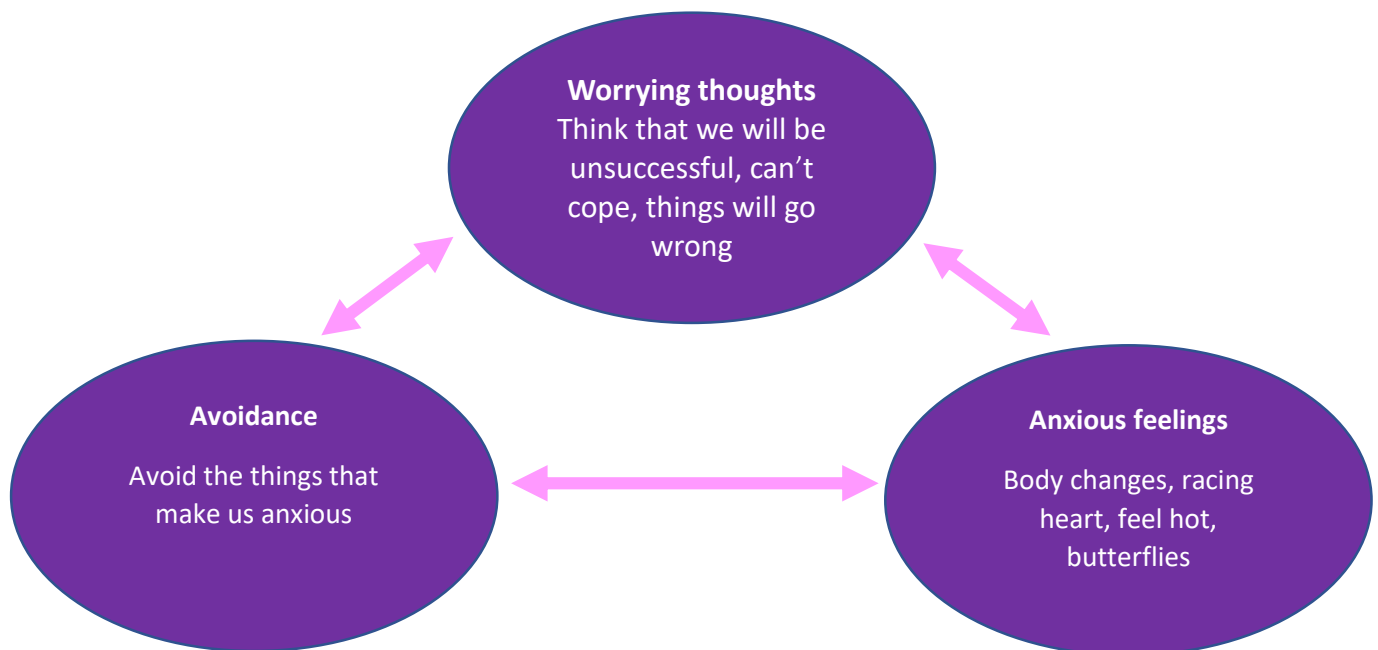 Worrying thoughts
Think that we will be
unsuccessful, can’t
cope, things will go
wrong
Avoidance
Avoid the things that
make us anxious
Anxious feelings
Body changes, racing
heart, feel hot,
butterflies